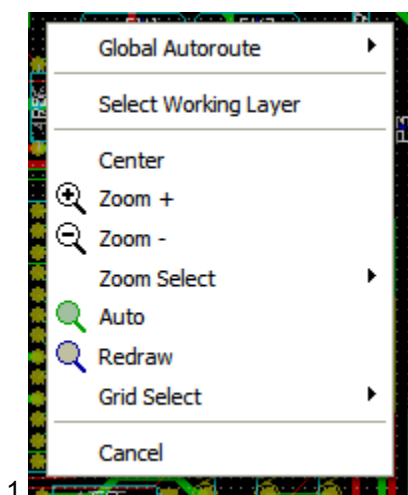 Global Autoroute
Select Working Layer
Center
Zoom +
Zoom -
Zoom Select
Auto
Redraw
Grid Select
Cancel
1